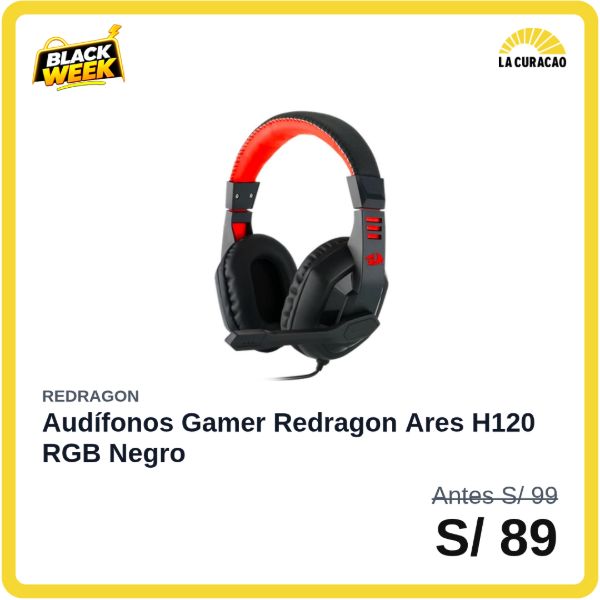 BLACK
WEEK
LA CURACAO
REDRAGON
Audífonos Gamer Redragon Ares H120
RGB Negro
Antes S/ 99
S/ 89